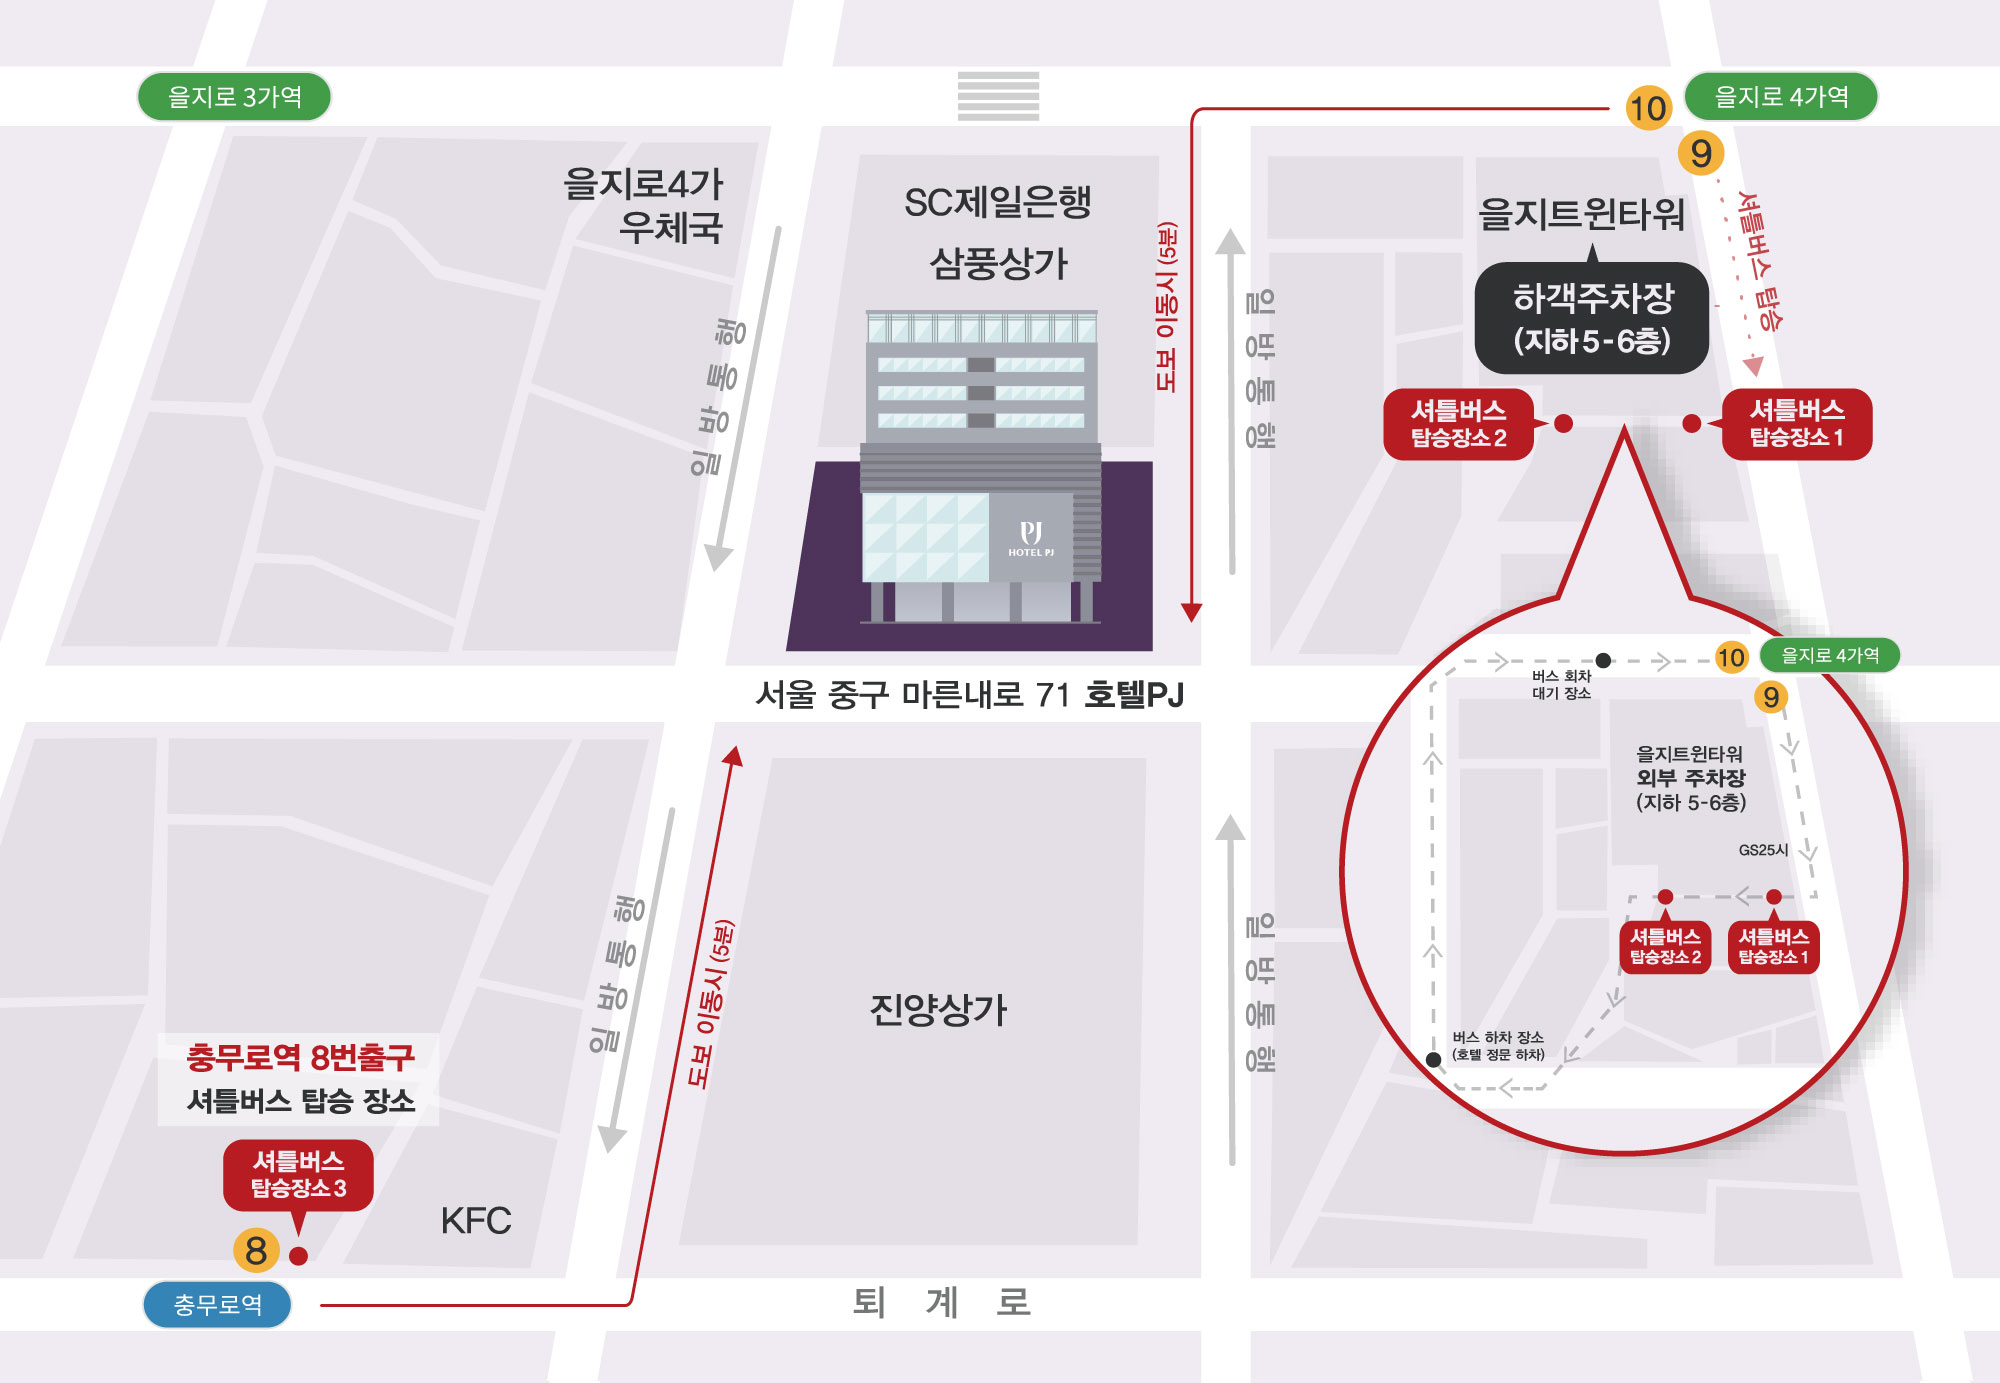 을지로 3가역
10
을지로 4가역
9
을지로4가
우체국
SC제일은행
삼풍상가
도보 이동시 (5분)
일방통행
일방통행
을지트윈타워
하객주차장
(지하 5-6층)
셔틀버스 탑승
셔틀버스
탑승장소 2
셔틀버스
탑승장소 1
PJ
HOTEL PJ
서울 중구 마른내로 71 호텔PJ
10
을지로 4가역
9
버스 회차
대기 장소
을지트윈타워
외부 주차장
(지하 5-6층)
GS25시
셔틀버스
탑승장소 2
셔틀버스
탑승장소 1
버스 하차 장소
(호텔 정문 하차)
일방통행
도보 이동시 (5분)
진양상가
일방통행
충무로역 8번출구
셔틀버스 탑승 장소
셔틀버스
탑승장소 3
8
KFC
충무로역
퇴계로